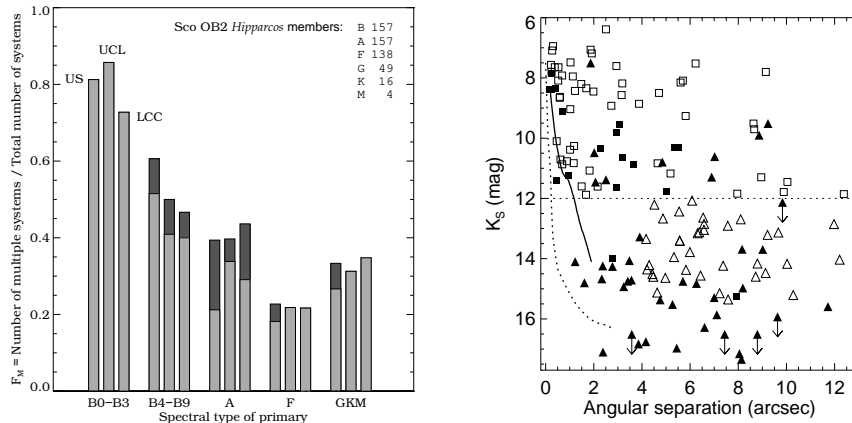 F_M = Number of multiple systems / Total number of systems
1.0
0.8
0.6
0.4
0.2
0.0
Sco OB2 Hipparcos members:
B 157
A 157
F 138
G 49
K 16
M 4
US
UCL
LCC
B0−B3
B4−B9
A
F
GKM
Spectral type of primary
K_S (mag)
8
10
12
14
16
0
2
4
6
8
10
12
Angular separation (arcsec)